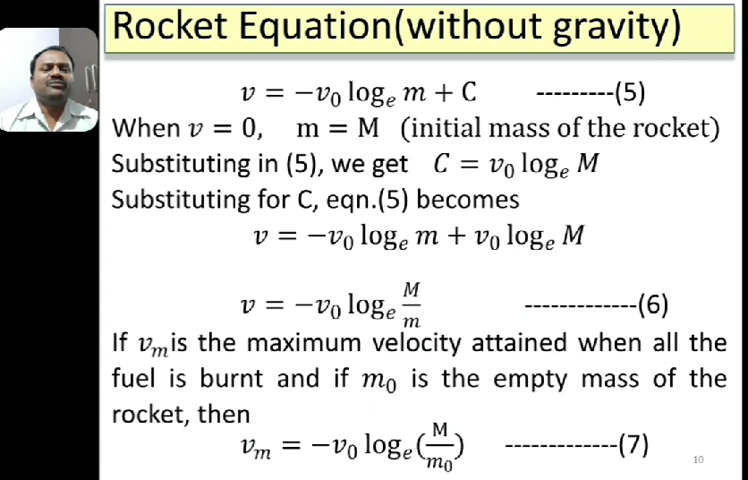 Rocket Equation(without gravity)
v = −v₀ logₑ m + C ---------(5)
When v = 0, m = M (initial mass of the rocket)
Substituting in (5), we get C = v₀ logₑ M
Substituting for C, eqn.(5) becomes
v = −v₀ logₑ m + v₀ logₑ M
v = −v₀ logₑ M/m -------------(6)
If vₘis the maximum velocity attained when all the
fuel is burnt and if m₀ is the empty mass of the
rocket, then
vₘ = −v₀ logₑ(M/m₀) -------------(7)
10